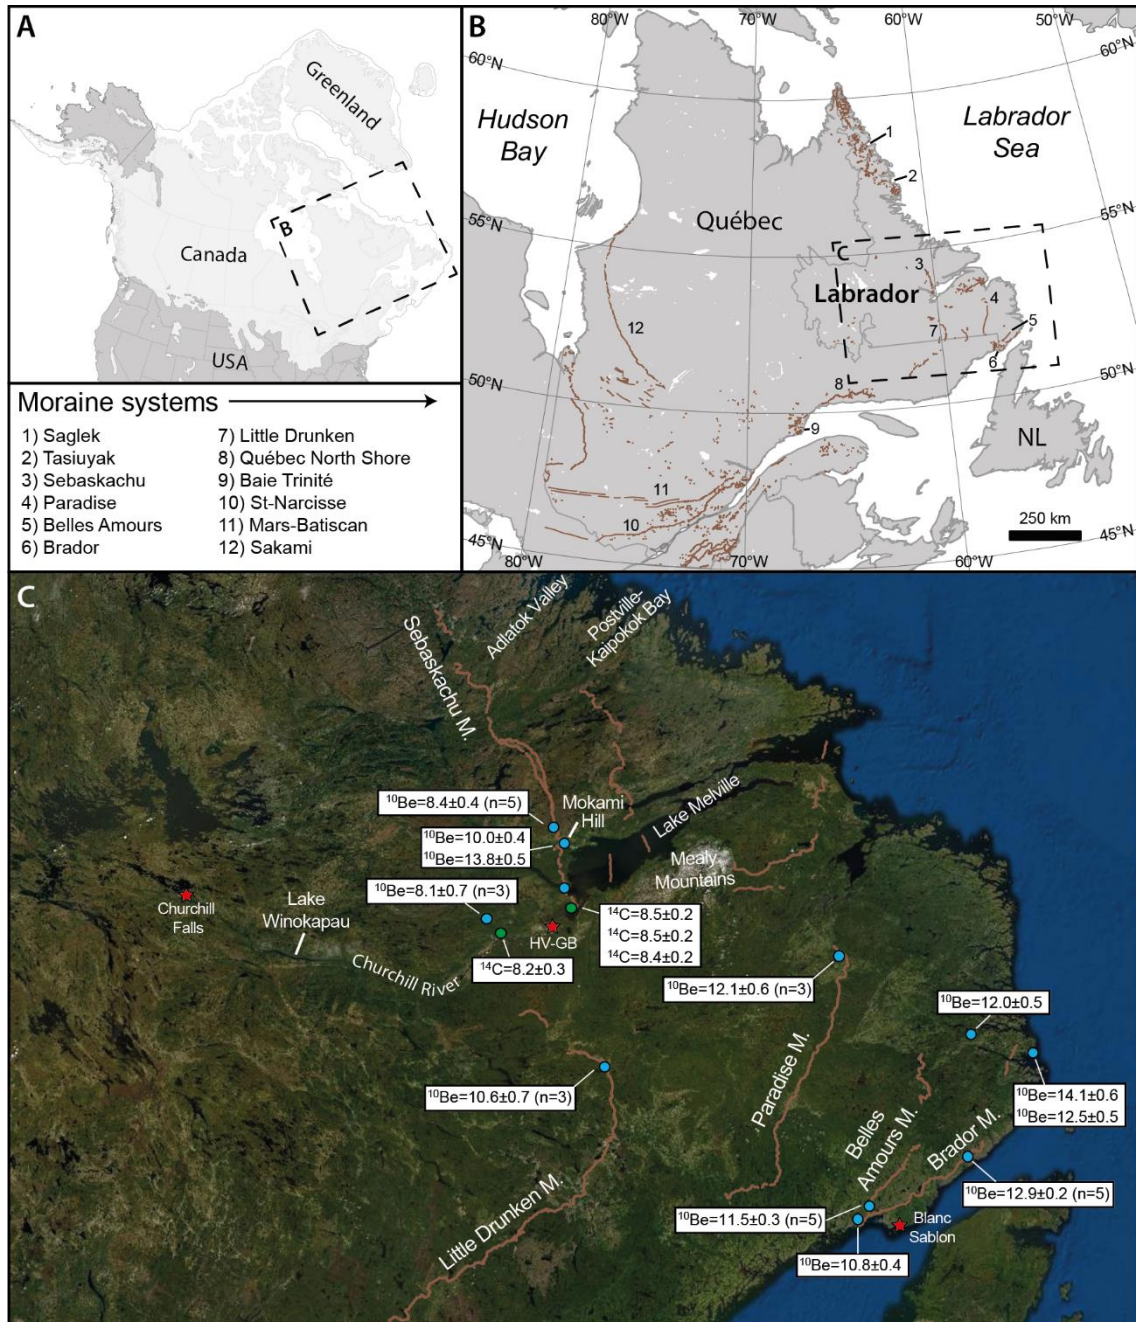 A
Greenland
B
Canada
USA
Moraine systems
1) Saglek
2) Tasiuyak
3) Sebaskachu
4) Paradise
5) Belles Amours
6) Brador
7) Little Drunken
8) Québec North Shore
9) Baie Trinité
10) St-Narcisse
11) Mars-Batiscan
12) Sakami
B
80°W
70°W
60°W
50°W
60°N
60°N
Hudson
Bay
Labrador
Sea
1
2
55°N
55°N
Québec
C
Labrador
3
4
5
6
7
8
9
10
11
12
50°N
50°N
NL
250 km
45°N
45°N
80°W
70°W
60°W
C
Sebaskachu M.
Adlatok Valley
Postville-
Kaipokok Bay
¹⁰Be=8.4±0.4 (n=5)
Mokami
Hill
¹⁰Be=10.0±0.4
¹⁰Be=13.8±0.5
Lake Melville
Mealy
Mountains
¹⁰Be=8.1±0.7 (n=3)
Churchill
Falls
Lake
Winokapau
HV-GB
¹⁴C=8.5±0.2
¹⁴C=8.5±0.2
¹⁴C=8.4±0.2
¹⁴C=8.2±0.3
Churchill River
¹⁰Be=12.1±0.6 (n=3)
¹⁰Be=12.0±0.5
¹⁰Be=10.6±0.7 (n=3)
Paradise M.
¹⁰Be=14.1±0.6
¹⁰Be=12.5±0.5
Belles
Amours M.
Brador M.
¹⁰Be=12.9±0.2 (n=5)
Little Drunken M.
¹⁰Be=11.5±0.3 (n=5)
Blanc
Sablon
¹⁰Be=10.8±0.4